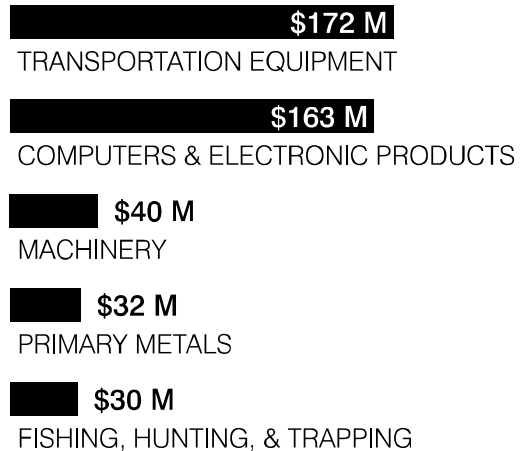 $172 M
TRANSPORTATION EQUIPMENT
$163 M
COMPUTERS & ELECTRONIC PRODUCTS
$40 M
MACHINERY
$32 M
PRIMARY METALS
$30 M
FISHING, HUNTING, & TRAPPING